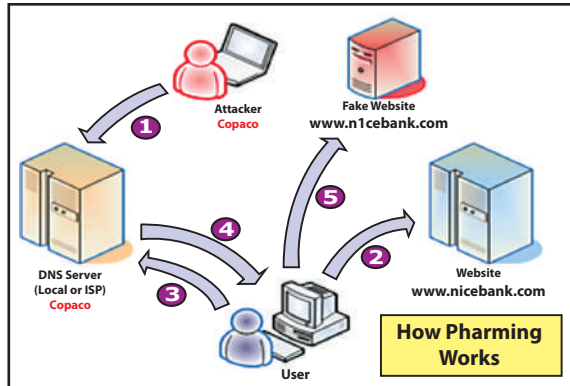 Attacker
Copaco
Fake Website
www.n1cebank.com
1
5
4
2
3
DNS Server
(Local or ISP)
Copaco
Website
www.nicebank.com
User
How Pharming
Works